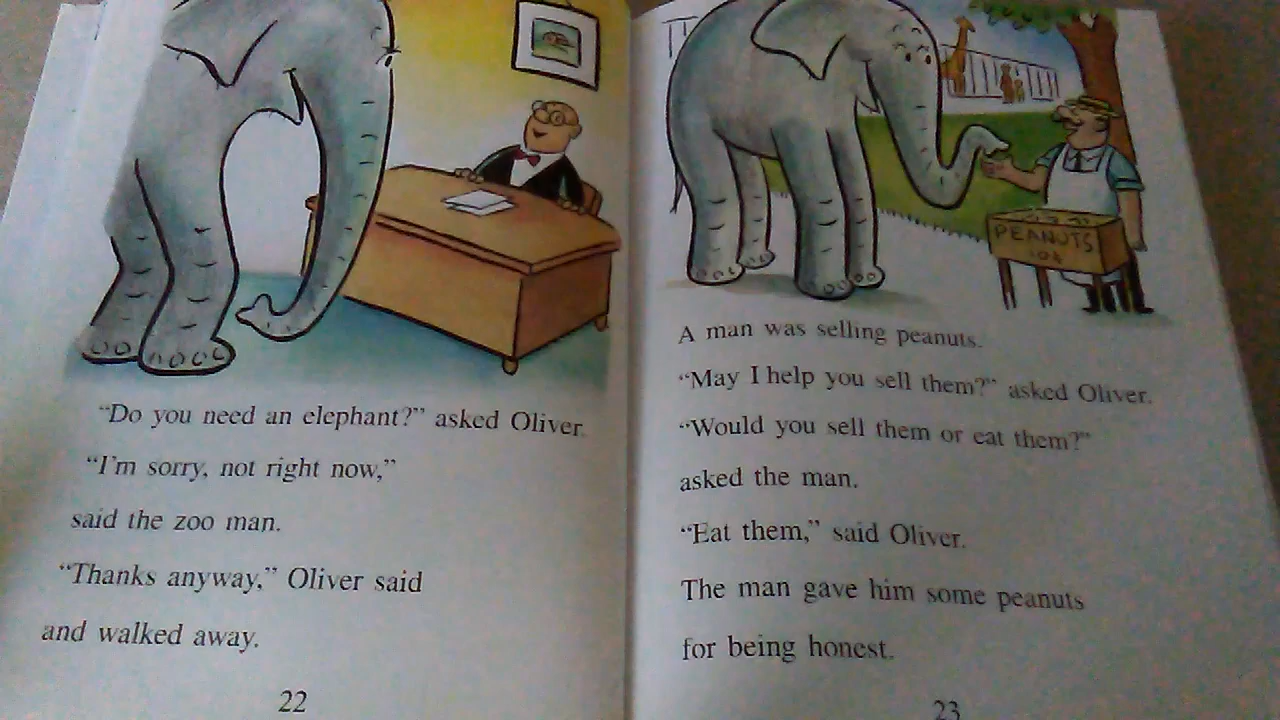 "Do you need an elephant?" asked Oliver.
"I'm sorry, not right now,"
said the zoo man.
"Thanks anyway," Oliver said
and walked away.
22
PEANUTS
10¢
A man was selling peanuts.
"May I help you sell them?" asked Oliver.
"Would you sell them or eat them?"
asked the man.
"Eat them," said Oliver.
The man gave him some peanuts
for being honest.
23